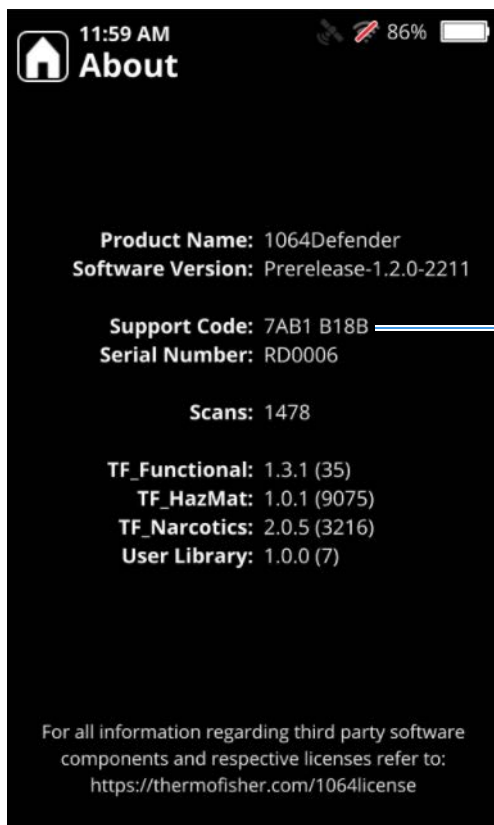 11:59 AM
86%
About
Product Name: 1064Defender
Software Version: Prerelease-1.2.0-2211
Support Code: 7AB1 B18B
Serial Number: RD0006
Scans: 1478
TF_Functional: 1.3.1 (35)
TF_HazMat: 1.0.1 (9075)
TF_Narcotics: 2.0.5 (3216)
User Library: 1.0.0 (7)
For all information regarding third party software
components and respective licenses refer to:
https://thermofisher.com/1064license